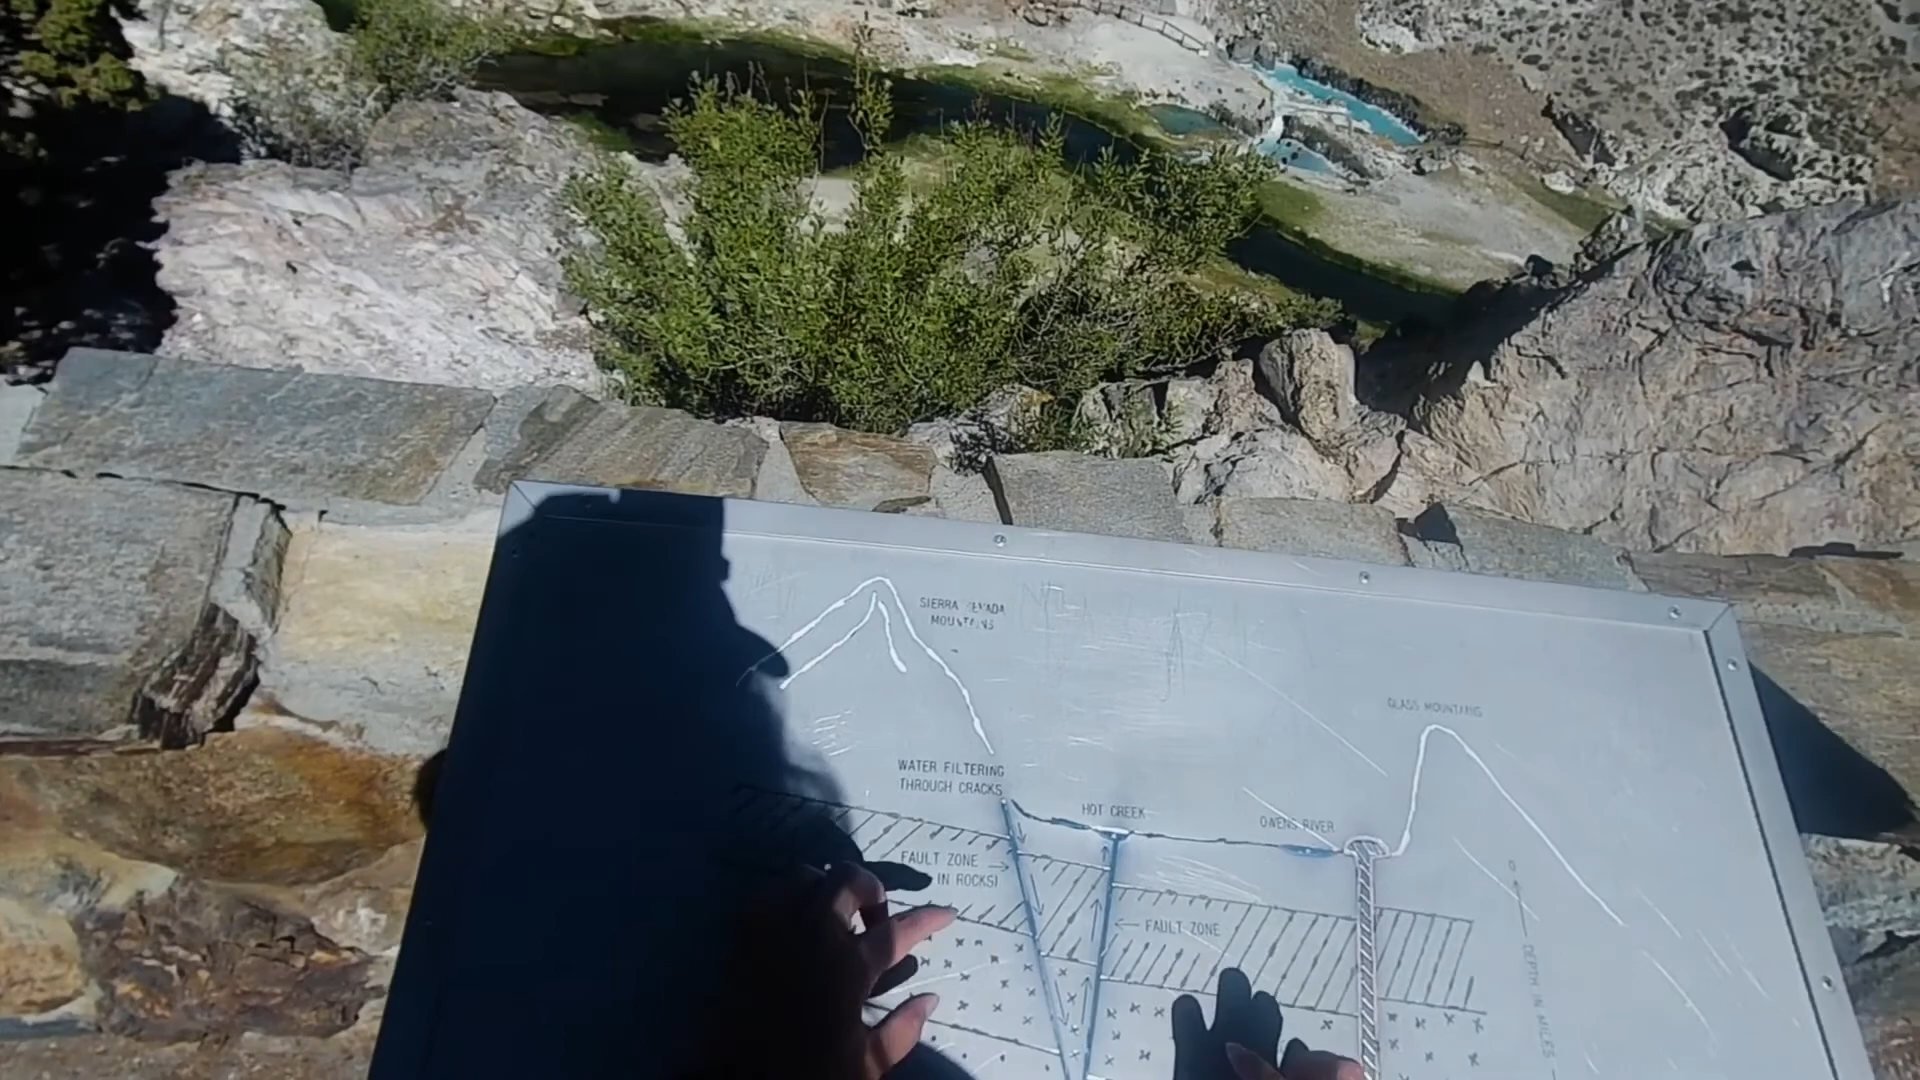 SIERRA NEVADA
MOUNTAINS
GLASS MOUNTAINS
WATER FILTERING
THROUGH CRACKS
HOT CREEK
OWENS RIVER
FAULT ZONE
IN ROCKS)
FAULT ZONE
0
DEPTH IN MILES